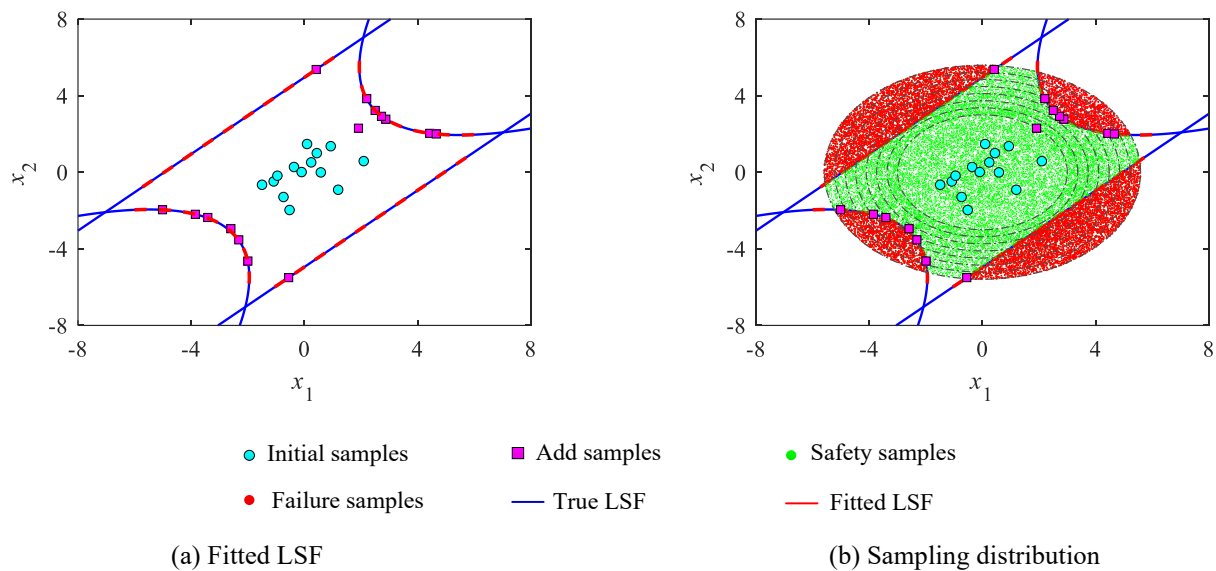 8
4
0
-4
-8
x2
-8
-4
0
4
8
x1
8
4
0
-4
-8
x2
-8
-4
0
4
8
x1
Initial samples
Add samples
Safety samples
Failure samples
True LSF
Fitted LSF
(a) Fitted LSF
(b) Sampling distribution